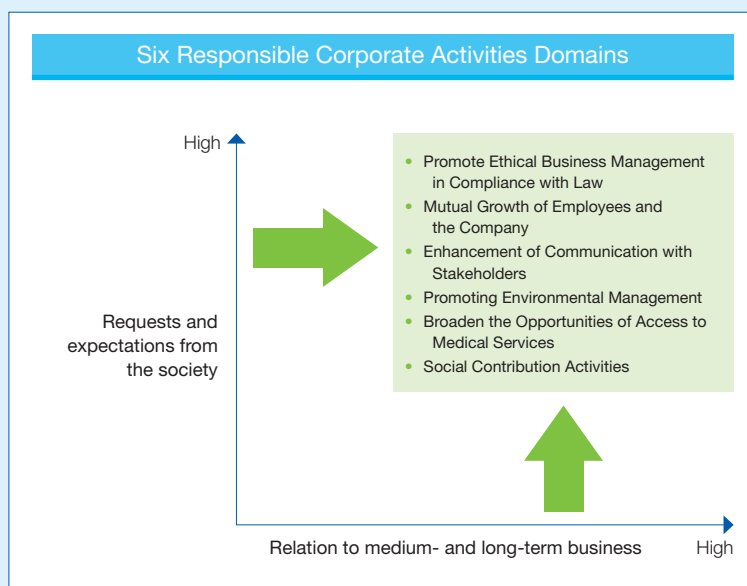 Six Responsible Corporate Activities Domains
High
• Promote Ethical Business Management
in Compliance with Law
• Mutual Growth of Employees and
the Company
• Enhancement of Communication with
Stakeholders
• Promoting Environmental Management
• Broaden the Opportunities of Access to
Medical Services
• Social Contribution Activities
Requests and
expectations from
the society
Relation to medium- and long-term business
High